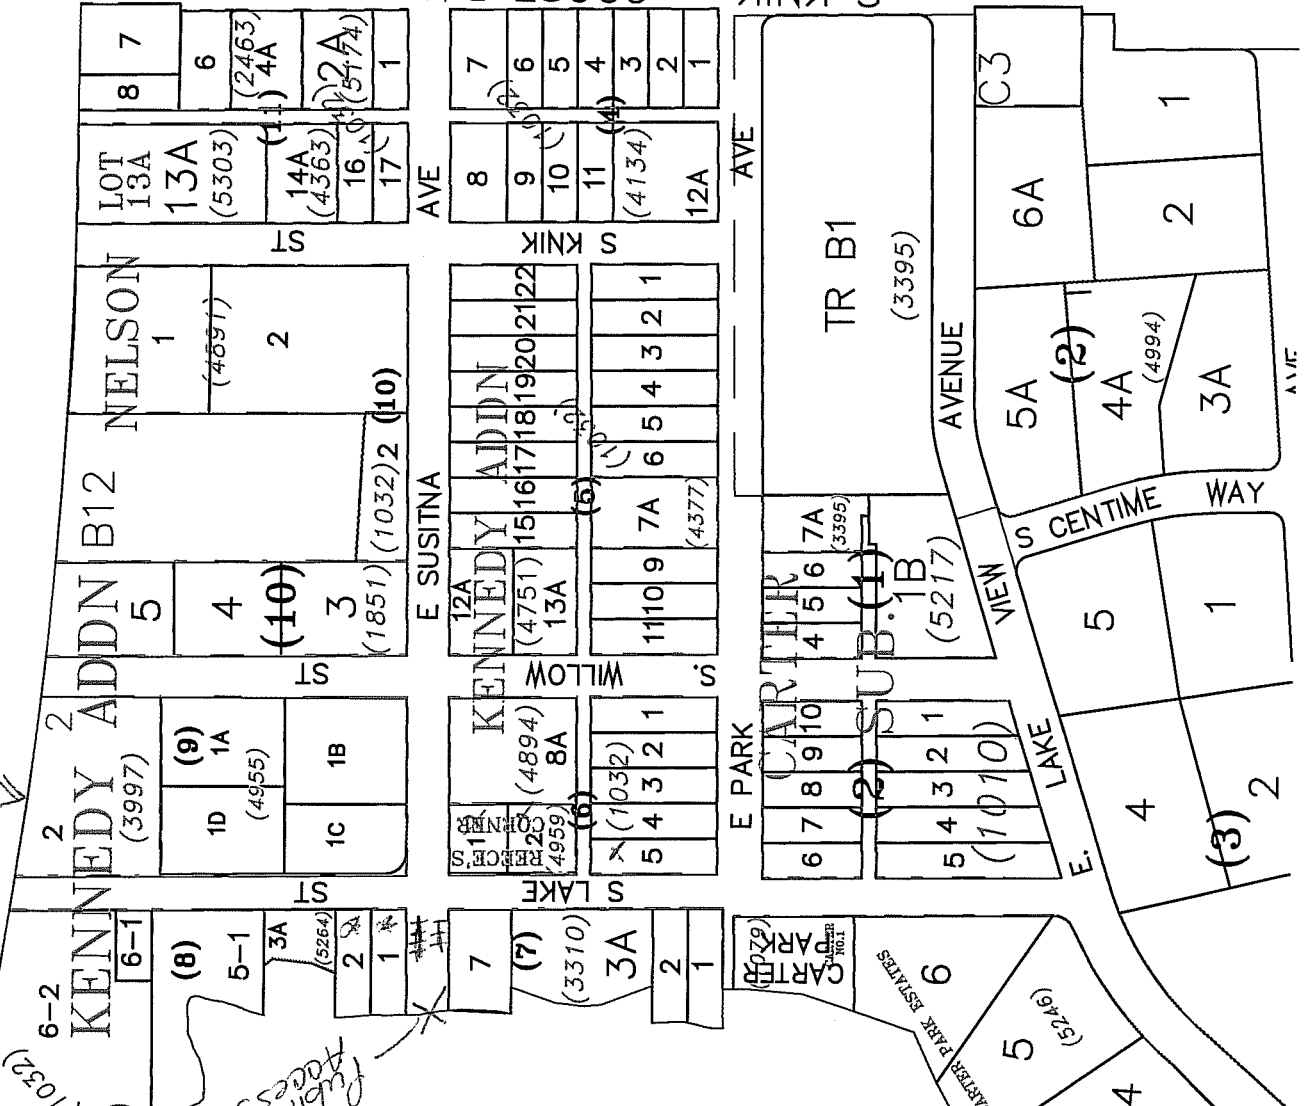 S KNIK
7
8
6
(2463)
4A
(11)
2A
(5174)
1
7
6
5
4
3
2
1
(4)
C3
1
LOT
13A
13A
(5303)
14A
(4363)
16
17
AVE
8
9
10
11
(4134)
12A
AVE
TR B1
(3395)
6A
2
ST
S KNIK
NELSON
1
(4891)
2
(10)
22
21
20
19
18
17
16
15
1
2
3
4
5
6
7A
(4377)
(5)
KENNEDY ADDN
AVENUE
5A
(2)
4A
(4994)
3A
AVE
B12
(1032)
2
E SUSITNA
S CENTIME WAY
5
4
(10)
3
(1851)
12A
(4751)
13A
9
10
11
7A
(3395)
6
5
4
(1)
1B
(5217)
VIEW
5
1
ST
WILLOW
S.
CARTER
SUB.
KENNEDY ADDN
2
2
(3997)
(9)
1A
(4955)
1D
1B
1C
(4894)
8A
REECE'S
CORNER
1
2
(4959)
(6)
1
2
3
4
5
(1032)
E PARK
10
9
8
7
6
(2)
1
2
3
4
5
(1010)
E. LAKE
4
2
(3)
ST
S LAKE
6-2
6-1
(8)
5-1
3A
(5264)
2
1
7
(7)
(3310)
3A
2
1
CARTER
PARK
CARTER
NO.1
6
PARK ESTATES
5
(5246)
4